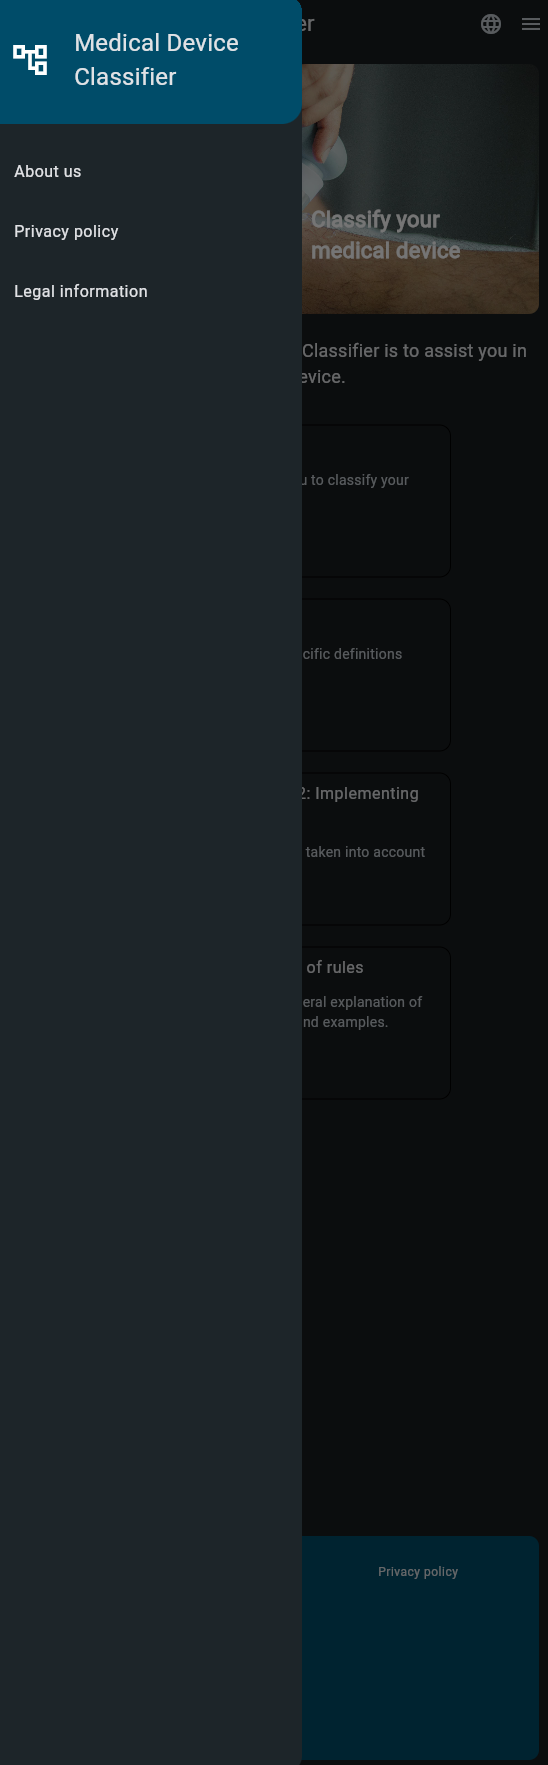 Medical Device
Classifier
About us
Privacy policy
Legal information
er
Classify your
medical device
Classifier is to assist you in
evice.
u to classify your
cific definitions
2: Implementing
taken into account
of rules
eral explanation of
nd examples.
Privacy policy